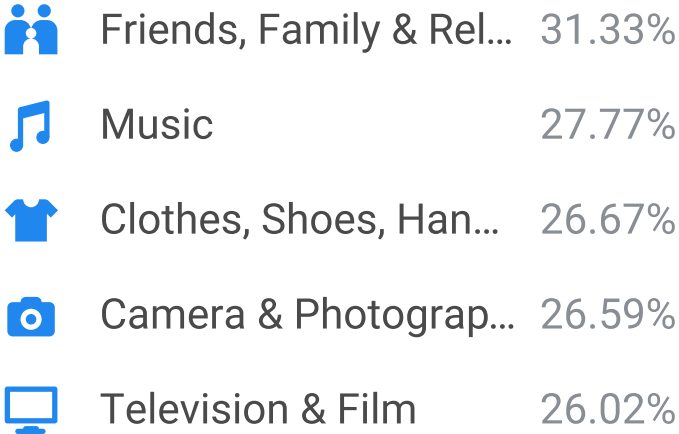 Friends, Family & Rel... 31.33%
Music 27.77%
Clothes, Shoes, Han... 26.67%
Camera & Photograp... 26.59%
Television & Film 26.02%